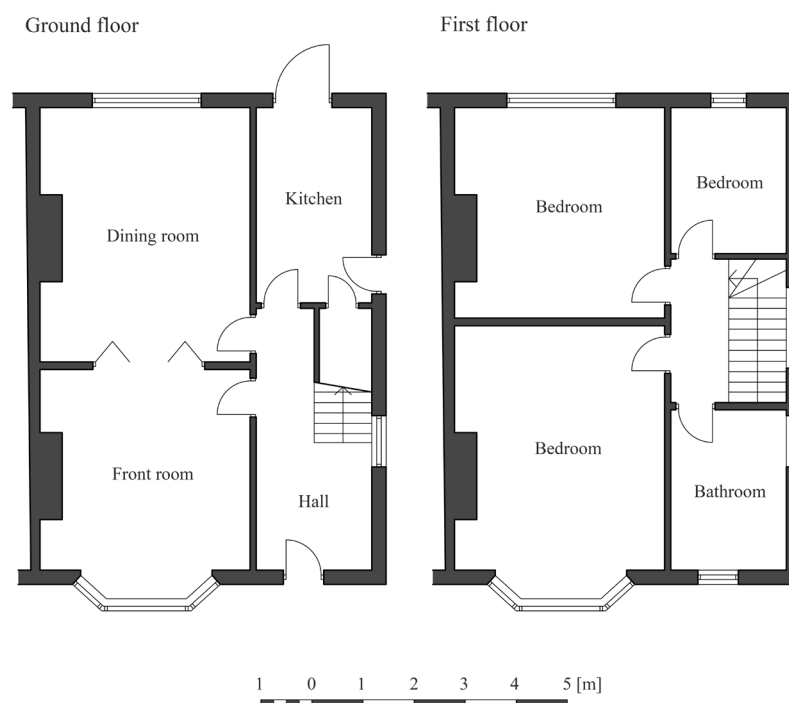 Ground floor
First floor
Kitchen
Dining room
Front room
Hall
Bedroom
Bedroom
Bedroom
Bathroom
1 0 1 2 3 4 5 [m]